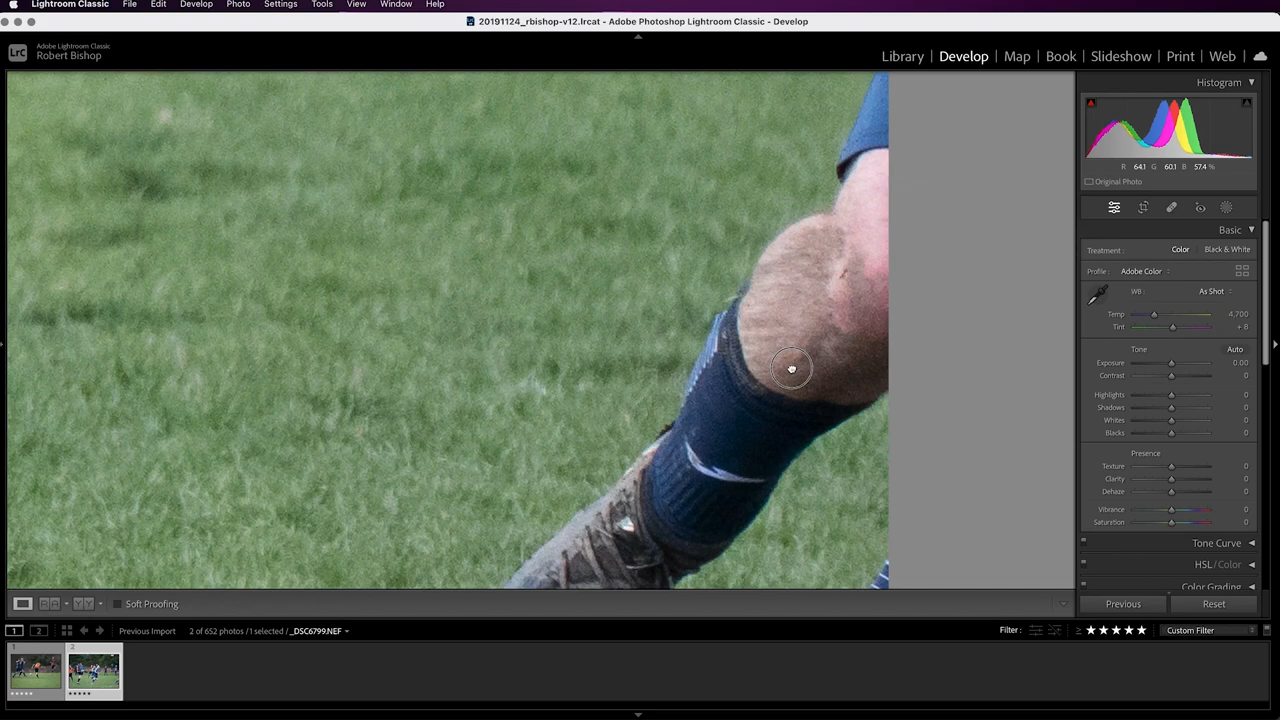 Lightroom Classic File Edit Develop Photo Settings Tools View Window Help
20191124_rbishop-v12.lrcat - Adobe Photoshop Lightroom Classic - Develop
LrC Adobe Lightroom Classic
Robert Bishop
Library | Develop | Map | Book | Slideshow | Print | Web
Histogram
R 64.1 G 60.1 B 57.4 %
Original Photo
Basic
Treatment : Color Black & White
Profile : Adobe Color
WB : As Shot
Temp 4,700
Tint + 8
Tone Auto
Exposure 0.00
Contrast 0
Highlights 0
Shadows 0
Whites 0
Blacks 0
Presence
Texture 0
Clarity 0
Dehaze 0
Vibrance 0
Saturation 0
Tone Curve
HSL / Color
Color Grading
Soft Proofing
Previous Reset
1 2 Previous Import 2 of 652 photos / 1 selected / _DSC6799.NEF
Filter : ≥ ★★★★★ Custom Filter
1 2
★★★★★ ★★★★★